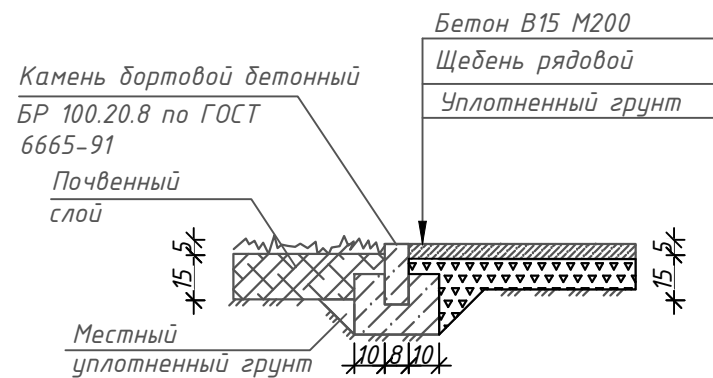 Бетон В15 М200
Щебень рядовой
Уплотненный грунт
Камень бортовой бетонный
БР 100.20.8 по ГОСТ
6665-91
Почвенный
слой
5
15
5
15
Местный
уплотненный грунт
10 8 10